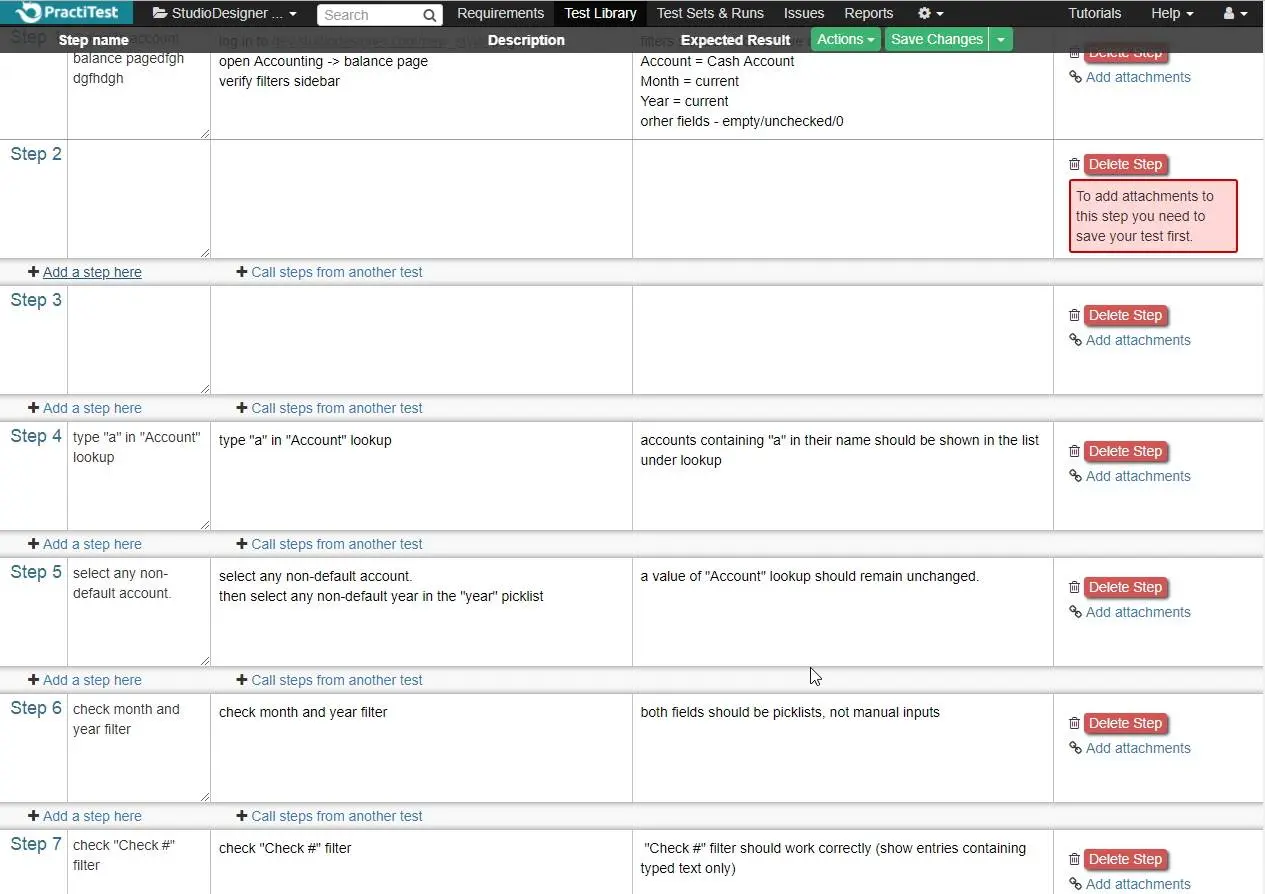 PractiTest
StudioDesigner ...
Search
Requirements
Test Library
Test Sets & Runs
Issues
Reports
Tutorials
Help
Step name
Description
Expected Result
Actions
Save Changes
Step
account
balance pagedfgh
dgfhdgh
log in to
open Accounting -> balance page
verify filters sidebar
filters
Account = Cash Account
Month = current
Year = current
orher fields - empty/unchecked/0
Delete Step
Add attachments
Step 2
Delete Step
To add attachments to
this step you need to
save your test first.
Add a step here
Call steps from another test
Step 3
Delete Step
Add attachments
Add a step here
Call steps from another test
Step 4
type "a" in "Account"
lookup
type "a" in "Account" lookup
accounts containing "a" in their name should be shown in the list
under lookup
Delete Step
Add attachments
Add a step here
Call steps from another test
Step 5
select any non-
default account.
select any non-default account.
then select any non-default year in the "year" picklist
a value of "Account" lookup should remain unchanged.
Delete Step
Add attachments
Add a step here
Call steps from another test
Step 6
check month and
year filter
check month and year filter
both fields should be picklists, not manual inputs
Delete Step
Add attachments
Add a step here
Call steps from another test
Step 7
check "Check #"
filter
check "Check #" filter
"Check #" filter should work correctly (show entries containing
typed text only)
Delete Step
Add attachments